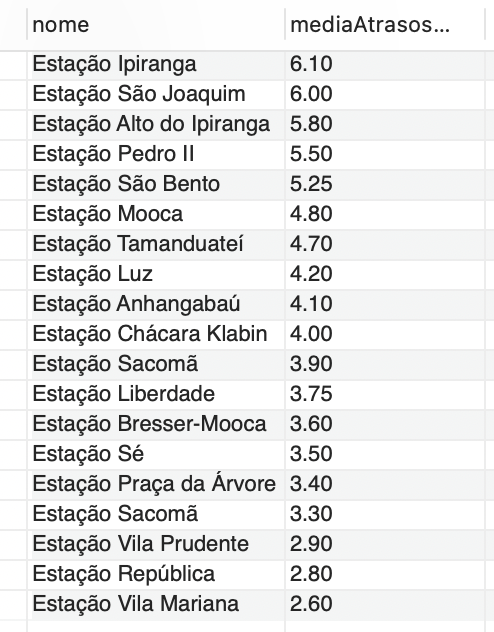 nome mediaAtrasos...
Estação Ipiranga 6.10
Estação São Joaquim 6.00
Estação Alto do Ipiranga 5.80
Estação Pedro II 5.50
Estação São Bento 5.25
Estação Mooca 4.80
Estação Tamanduateí 4.70
Estação Luz 4.20
Estação Anhangabaú 4.10
Estação Chácara Klabin 4.00
Estação Sacomã 3.90
Estação Liberdade 3.75
Estação Bresser-Mooca 3.60
Estação Sé 3.50
Estação Praça da Árvore 3.40
Estação Sacomã 3.30
Estação Vila Prudente 2.90
Estação República 2.80
Estação Vila Mariana 2.60